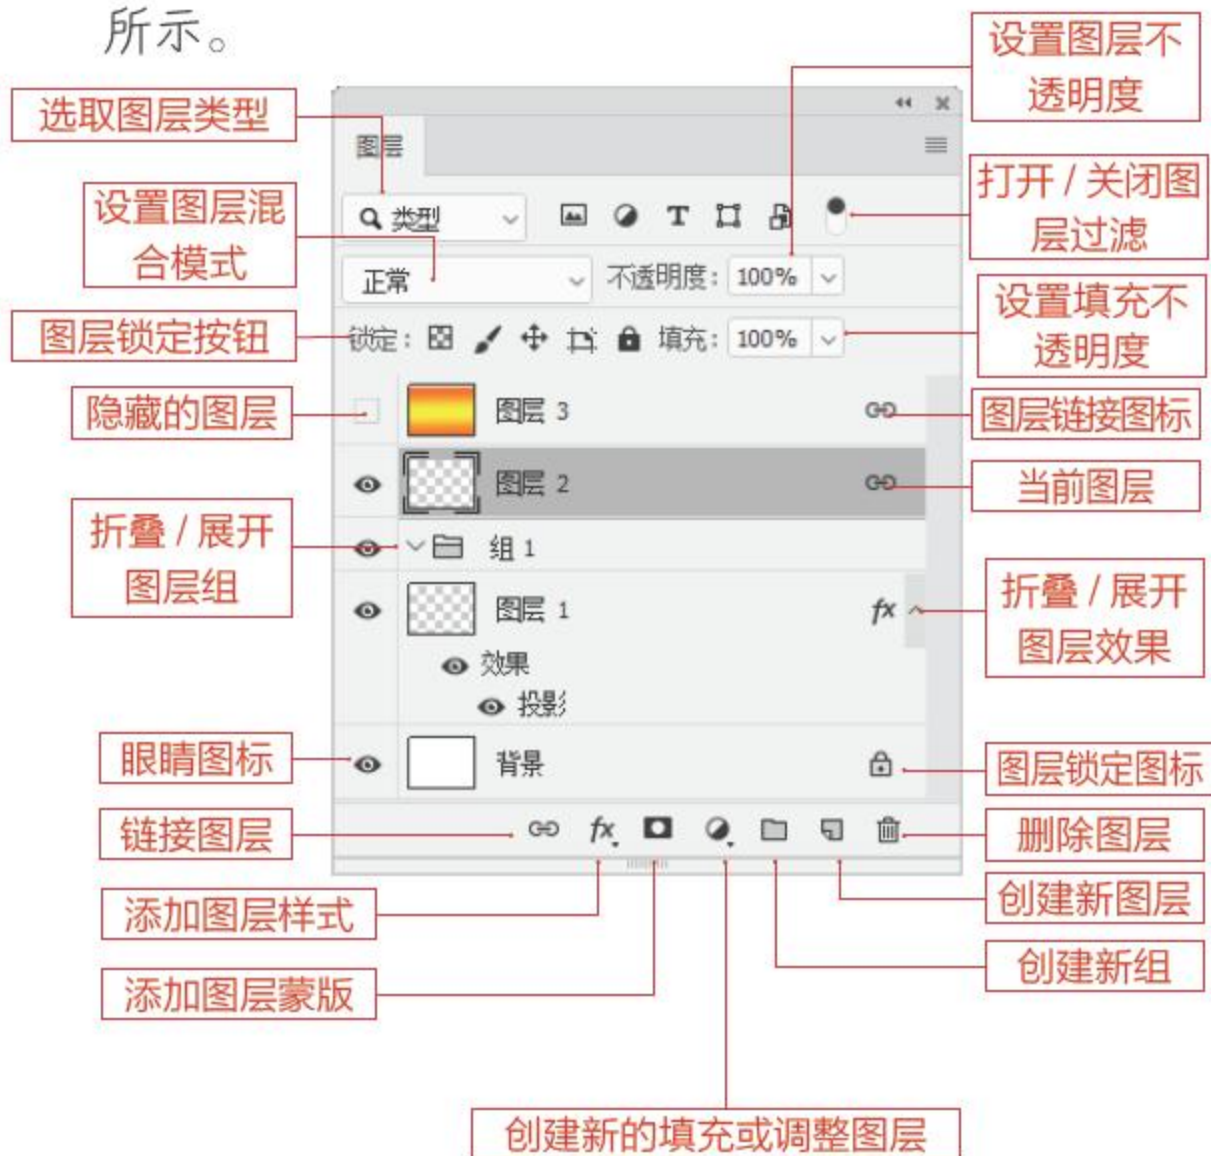 所示。
设置图层不
透明度
选取图层类型
图层
打开 / 关闭图
层过滤
设置图层混
合模式
类型
T
正常
不透明度: 100%
设置填充不
透明度
图层锁定按钮
锁定:
填充: 100%
隐藏的图层
图层 3
图层链接图标
图层 2
当前图层
折叠 / 展开
图层组
组 1
图层 1
fx
折叠 / 展开
图层效果
效果
投影
眼睛图标
背景
图层锁定图标
链接图层
fx
删除图层
添加图层样式
创建新图层
添加图层蒙版
创建新组
创建新的填充或调整图层